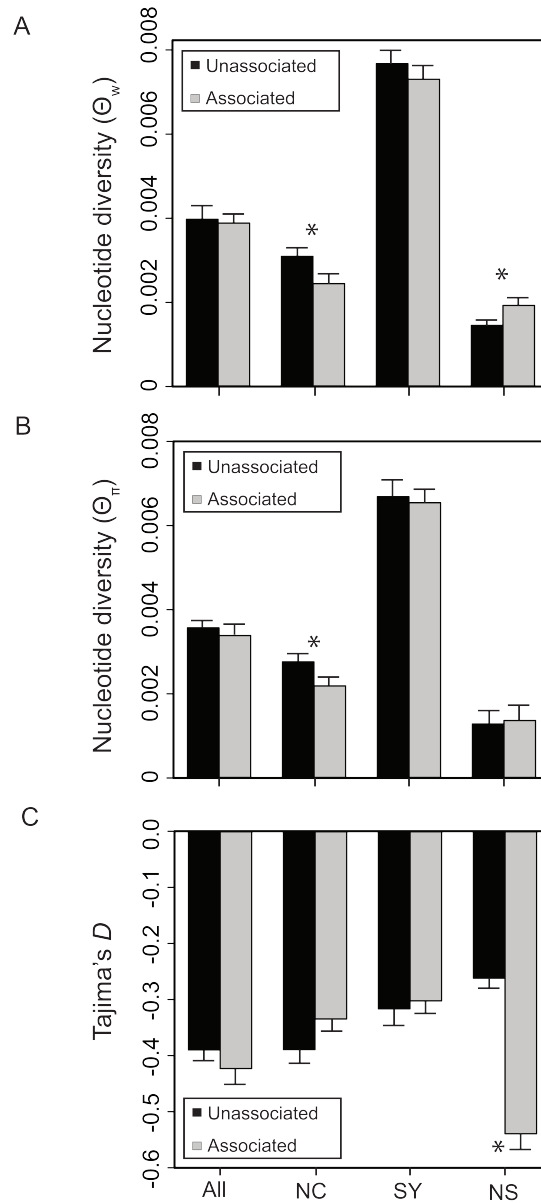 A
Nucleotide diversity (Θw)
0.008
0.006
0.004
0.002
0
Unassociated
Associated
*
*
B
Nucleotide diversity (Θπ)
0.008
0.006
0.004
0.002
0
Unassociated
Associated
*
C
Tajima's D
0.0
-0.1
-0.2
-0.3
-0.4
-0.5
-0.6
Unassociated
Associated
*
All NC SY NS